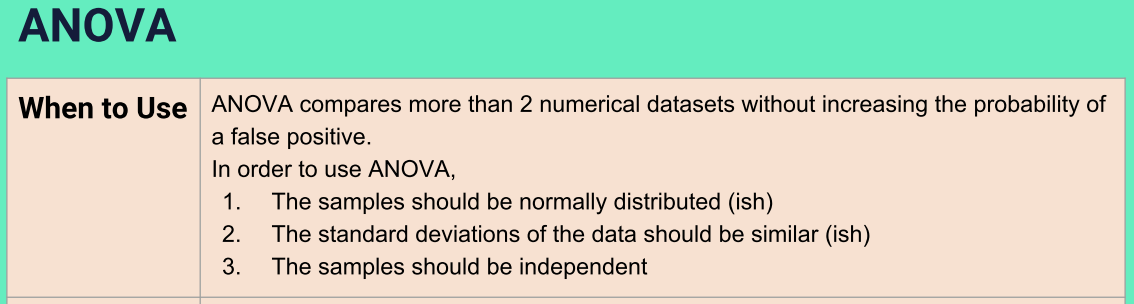 ANOVA
When to Use
ANOVA compares more than 2 numerical datasets without increasing the probability of
a false positive.
In order to use ANOVA,
1. The samples should be normally distributed (ish)
2. The standard deviations of the data should be similar (ish)
3. The samples should be independent